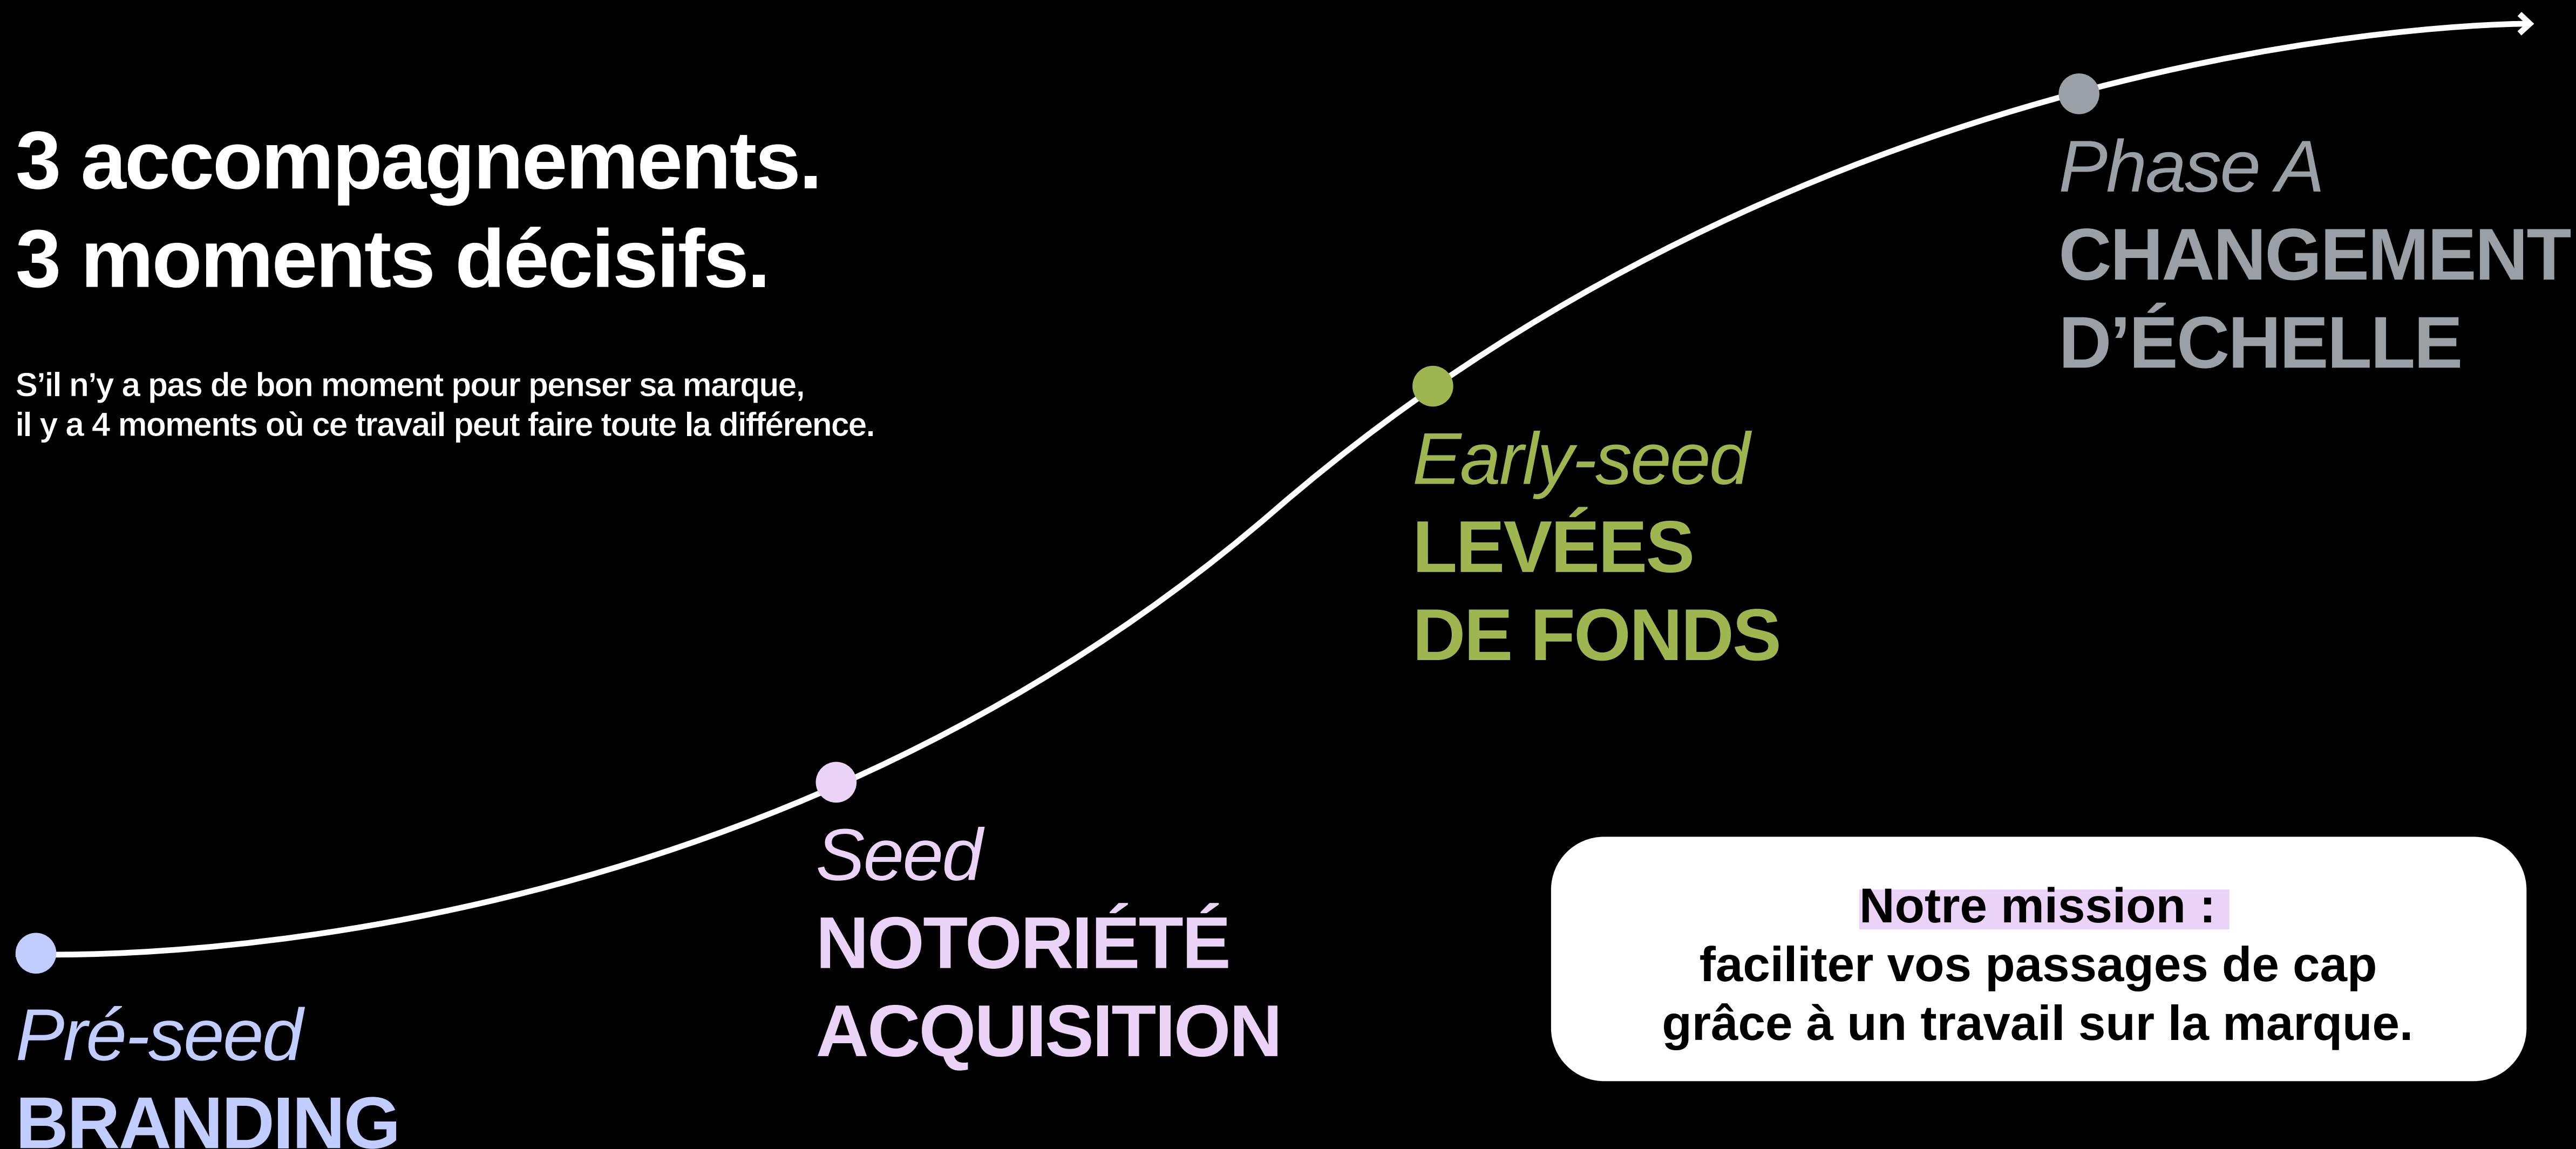 3 accompagnements.
3 moments décisifs.
S’il n’y a pas de bon moment pour penser sa marque,
il y a 4 moments où ce travail peut faire toute la différence.
Phase A
CHANGEMENT
D’ÉCHELLE
Early-seed
LEVÉES
DE FONDS
Seed
NOTORIÉTÉ
ACQUISITION
Pré-seed
BRANDING
Notre mission :
faciliter vos passages de cap
grâce à un travail sur la marque.